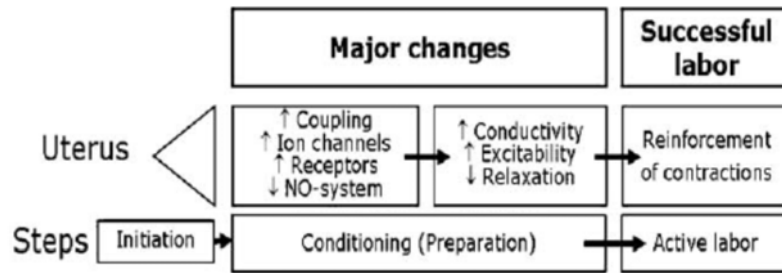 Major changes
Successful
labor
Uterus
↑ Coupling
↑ Ion channels
↑ Receptors
↓ NO-system
↑ Conductivity
↑ Excitability
↓ Relaxation
Reinforcement
of contractions
Steps
Initiation
Conditioning (Preparation)
Active labor